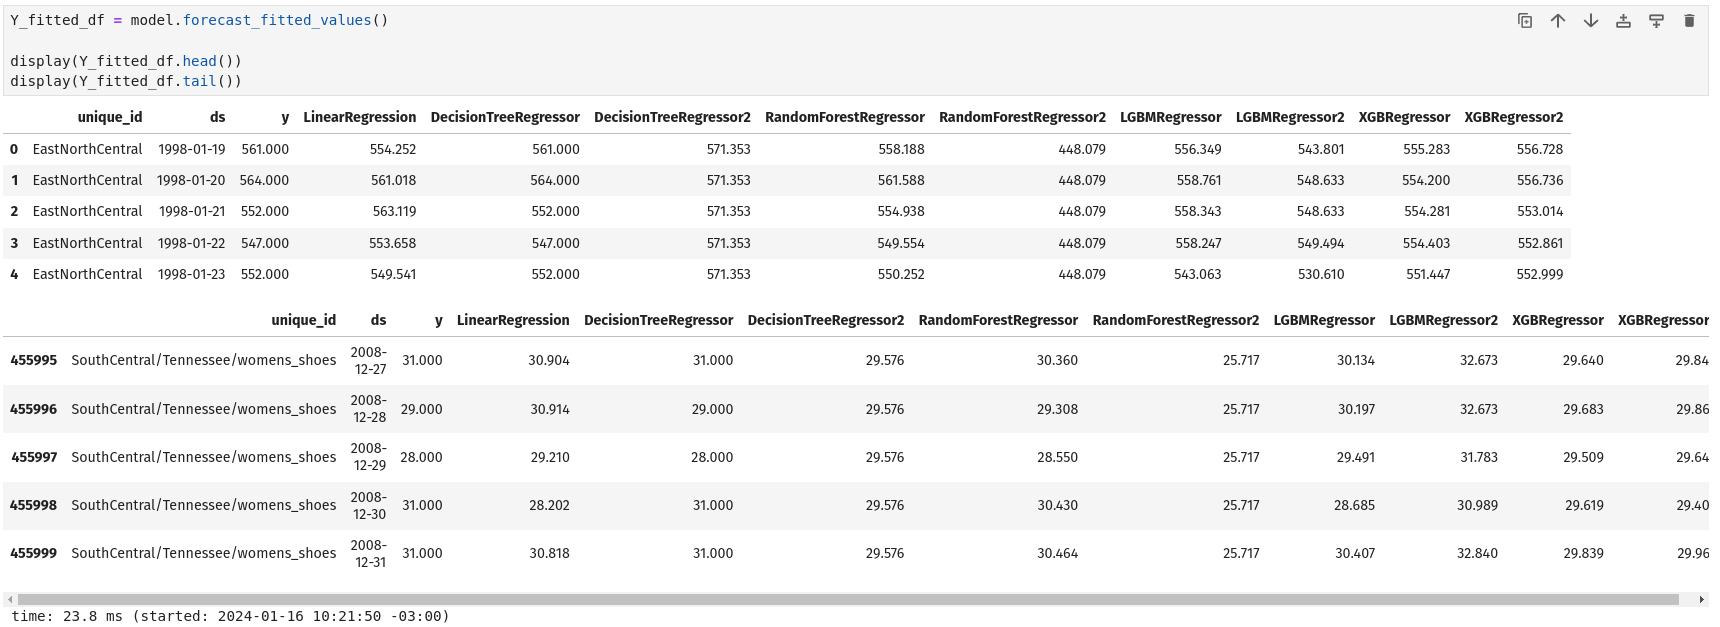 Y_fitted_df = model.forecast_fitted_values()
display(Y_fitted_df.head())
display(Y_fitted_df.tail())
unique_id ds y LinearRegression DecisionTreeRegressor DecisionTreeRegressor2 RandomForestRegressor RandomForestRegressor2 LGBMRegressor LGBMRegressor2 XGBRegressor XGBRegressor2
0 EastNorthCentral 1998-01-19 561.000 554.252 561.000 571.353 558.188 448.079 556.349 543.801 555.283 556.728
1 EastNorthCentral 1998-01-20 564.000 561.018 564.000 571.353 561.588 448.079 558.761 548.633 554.200 556.736
2 EastNorthCentral 1998-01-21 552.000 563.119 552.000 571.353 554.938 448.079 558.343 548.633 554.281 553.014
3 EastNorthCentral 1998-01-22 547.000 553.658 547.000 571.353 549.554 448.079 558.247 549.494 554.403 552.861
4 EastNorthCentral 1998-01-23 552.000 549.541 552.000 571.353 550.252 448.079 543.063 530.610 551.447 552.999
unique_id ds y LinearRegression DecisionTreeRegressor DecisionTreeRegressor2 RandomForestRegressor RandomForestRegressor2 LGBMRegressor LGBMRegressor2 XGBRegressor XGBRegressor
455995 SouthCentral/Tennessee/womens_shoes 2008-12-27 31.000 30.904 31.000 29.576 30.360 25.717 30.134 32.673 29.640 29.84
455996 SouthCentral/Tennessee/womens_shoes 2008-12-28 29.000 30.914 29.000 29.576 29.308 25.717 30.197 32.673 29.683 29.86
455997 SouthCentral/Tennessee/womens_shoes 2008-12-29 28.000 29.210 28.000 29.576 28.550 25.717 29.491 31.783 29.509 29.64
455998 SouthCentral/Tennessee/womens_shoes 2008-12-30 31.000 28.202 31.000 29.576 30.430 25.717 28.685 30.989 29.619 29.40
455999 SouthCentral/Tennessee/womens_shoes 2008-12-31 31.000 30.818 31.000 29.576 30.464 25.717 30.407 32.840 29.839 29.96
time: 23.8 ms (started: 2024-01-16 10:21:50 -03:00)